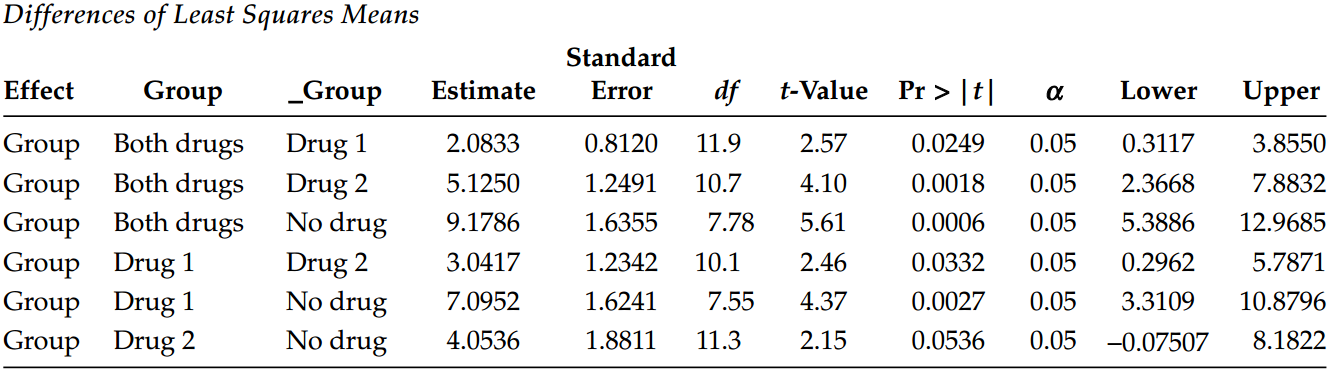 Differences of Least Squares Means
Standard
Effect Group _Group Estimate Error df t-Value Pr > |t| α Lower Upper
Group Both drugs Drug 1 2.0833 0.8120 11.9 2.57 0.0249 0.05 0.3117 3.8550
Group Both drugs Drug 2 5.1250 1.2491 10.7 4.10 0.0018 0.05 2.3668 7.8832
Group Both drugs No drug 9.1786 1.6355 7.78 5.61 0.0006 0.05 5.3886 12.9685
Group Drug 1 Drug 2 3.0417 1.2342 10.1 2.46 0.0332 0.05 0.2962 5.7871
Group Drug 1 No drug 7.0952 1.6241 7.55 4.37 0.0027 0.05 3.3109 10.8796
Group Drug 2 No drug 4.0536 1.8811 11.3 2.15 0.0536 0.05 –0.07507 8.1822